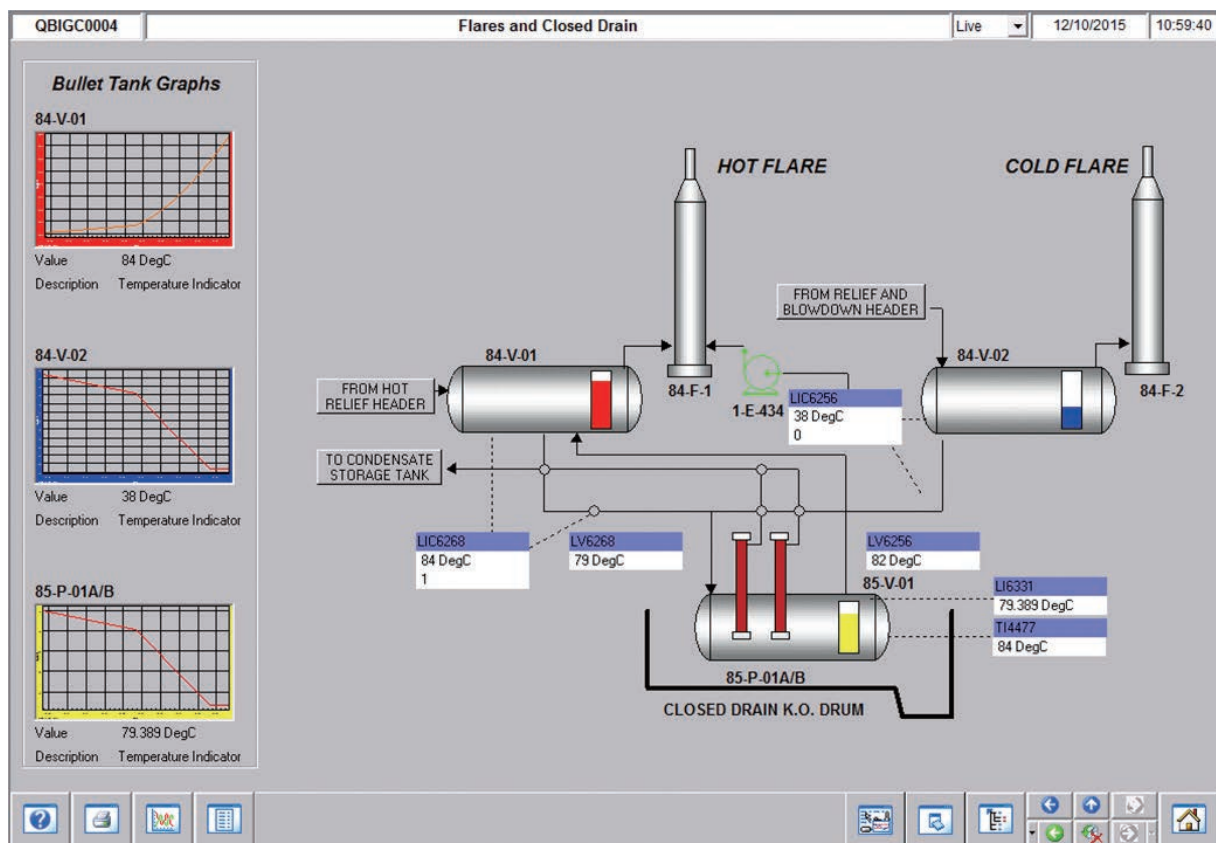 QBIGC0004
Flares and Closed Drain
Live
12/10/2015
10:59:40
Bullet Tank Graphs
84-V-01
Value 84 DegC
Description Temperature Indicator
84-V-02
Value 38 DegC
Description Temperature Indicator
85-P-01A/B
Value 79.389 DegC
Description Temperature Indicator
HOT FLARE
COLD FLARE
FROM RELIEF AND
BLOWDOWN HEADER
84-V-01
84-F-1
1-E-434
84-V-02
84-F-2
FROM HOT
RELIEF HEADER
LIC6256
38 DegC
0
TO CONDENSATE
STORAGE TANK
LIC6268
84 DegC
1
LV6268
79 DegC
LV6256
82 DegC
85-V-01
LI6331
79.389 DegC
TI4477
84 DegC
85-P-01A/B
CLOSED DRAIN K.O. DRUM